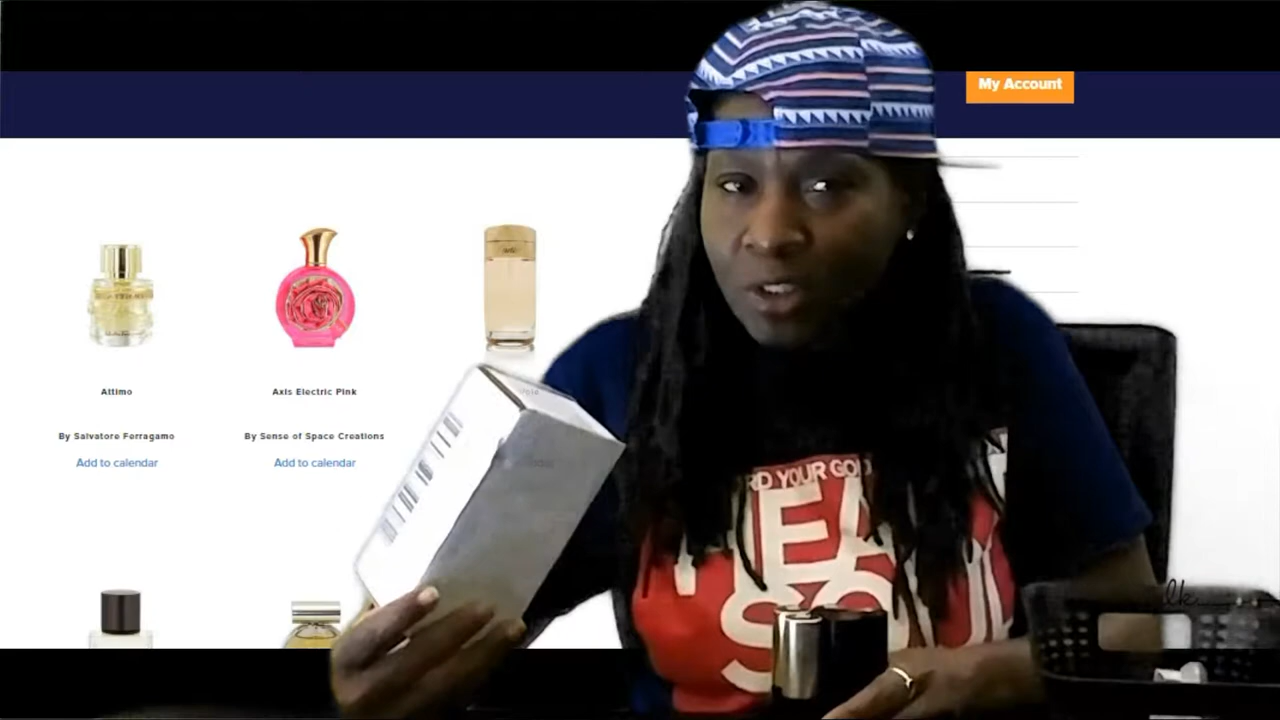 My Account
Attimo
Axis Electric Pink
By Salvatore Ferragamo
By Sense of Space Creations
Add to calendar
Add to calendar
YOUR